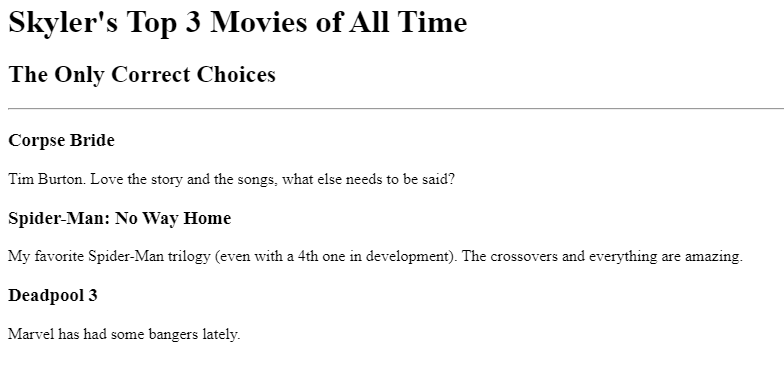 Skyler's Top 3 Movies of All Time
The Only Correct Choices
Corpse Bride
Tim Burton. Love the story and the songs, what else needs to be said?
Spider-Man: No Way Home
My favorite Spider-Man trilogy (even with a 4th one in development). The crossovers and everything are amazing.
Deadpool 3
Marvel has had some bangers lately.